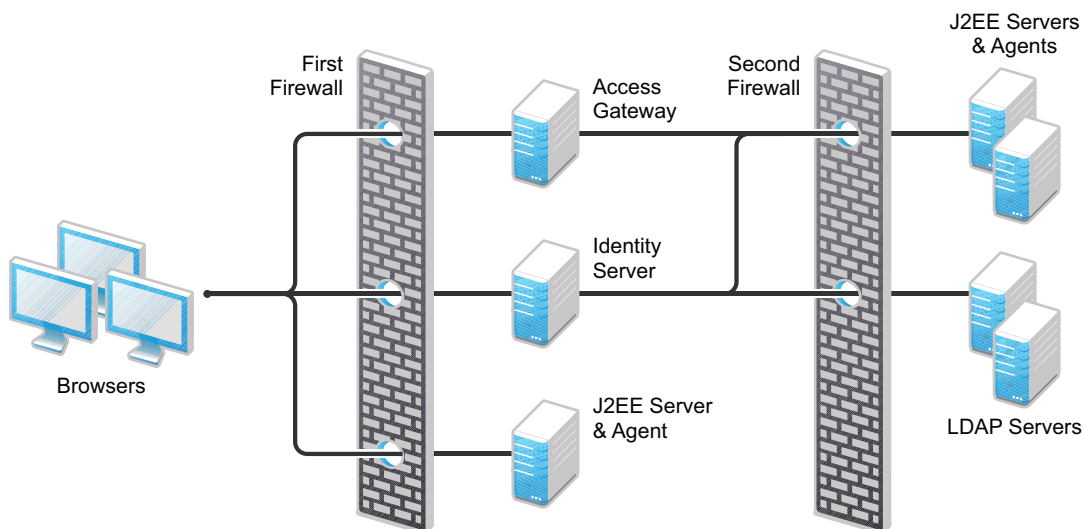 First
Firewall
Access
Gateway
Second
Firewall
J2EE Servers
& Agents
Identity
Server
Browsers
J2EE Server
& Agent
LDAP Servers